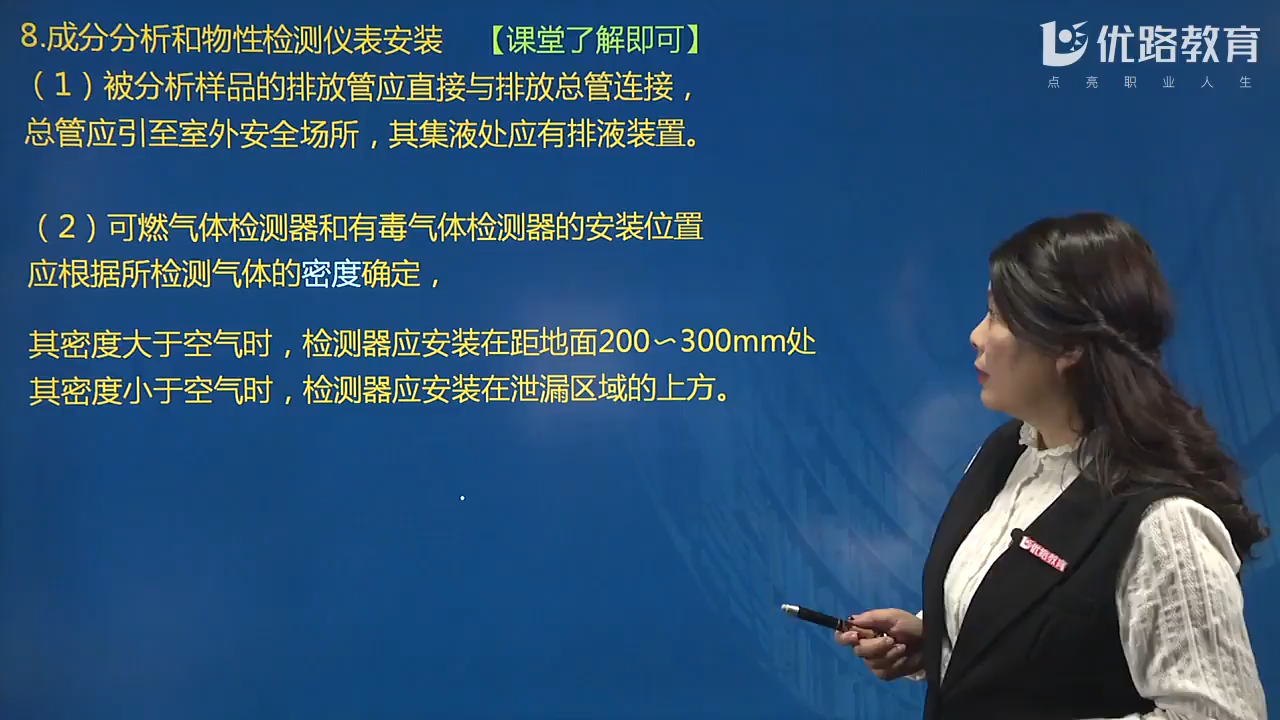 8.成分分析和物性检测仪表安装 【课堂了解即可】
（1）被分析样品的排放管应直接与排放总管连接，
总管应引至室外安全场所，其集液处应有排液装置。
（2）可燃气体检测器和有毒气体检测器的安装位置
应根据所检测气体的密度确定，
其密度大于空气时，检测器应安装在距地面200～300mm处
其密度小于空气时，检测器应安装在泄漏区域的上方。
优路教育
点亮职业人生
优路教育